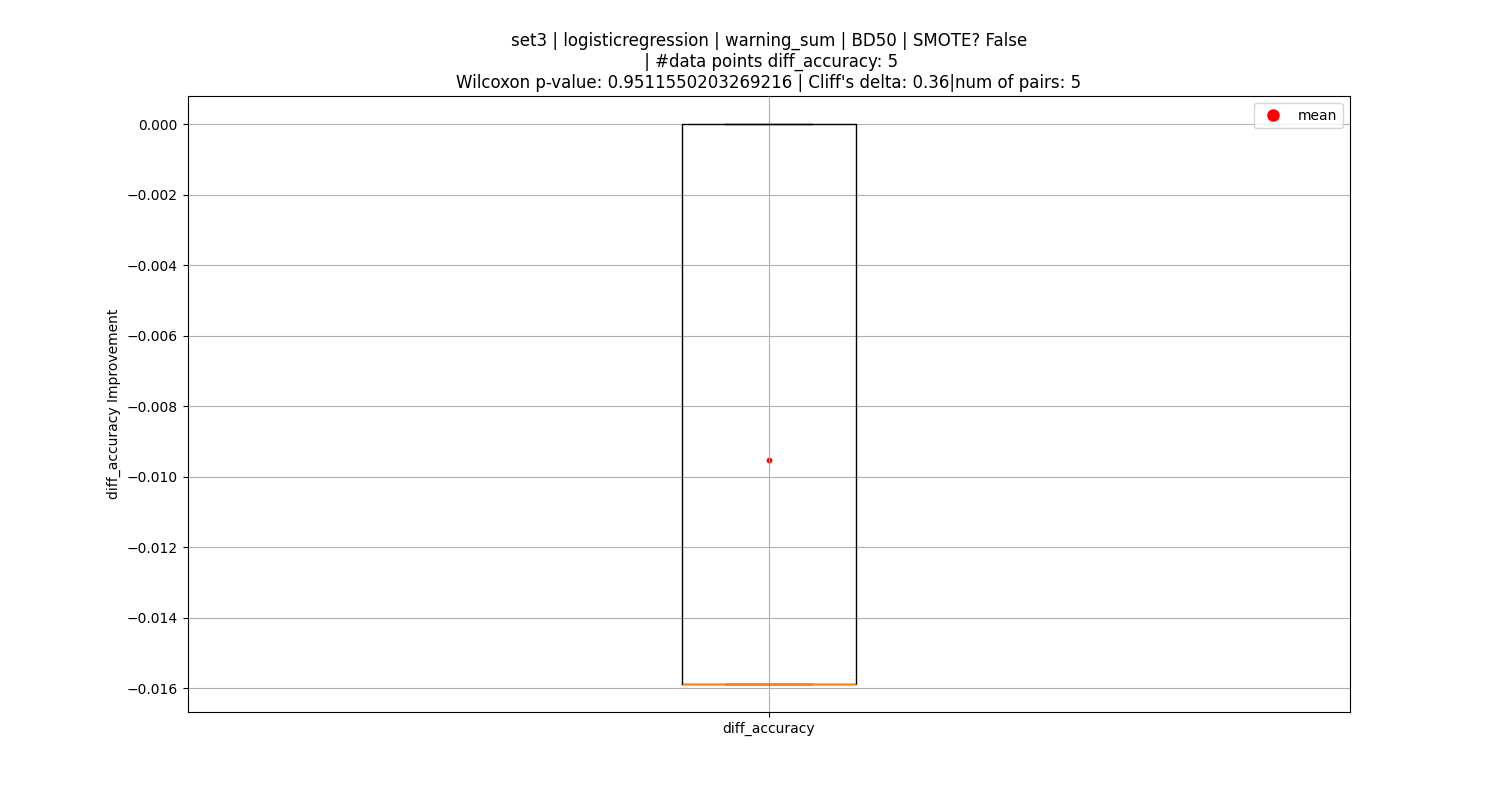 set3 | logisticregression | warning_sum | BD50 | SMOTE? False
| #data points diff_accuracy: 5
Wilcoxon p-value: 0.9511550203269216 | Cliff's delta: 0.36|num of pairs: 5
mean
0.000
−0.002
−0.004
−0.006
−0.008
−0.010
−0.012
−0.014
−0.016
diff_accuracy Improvement
diff_accuracy